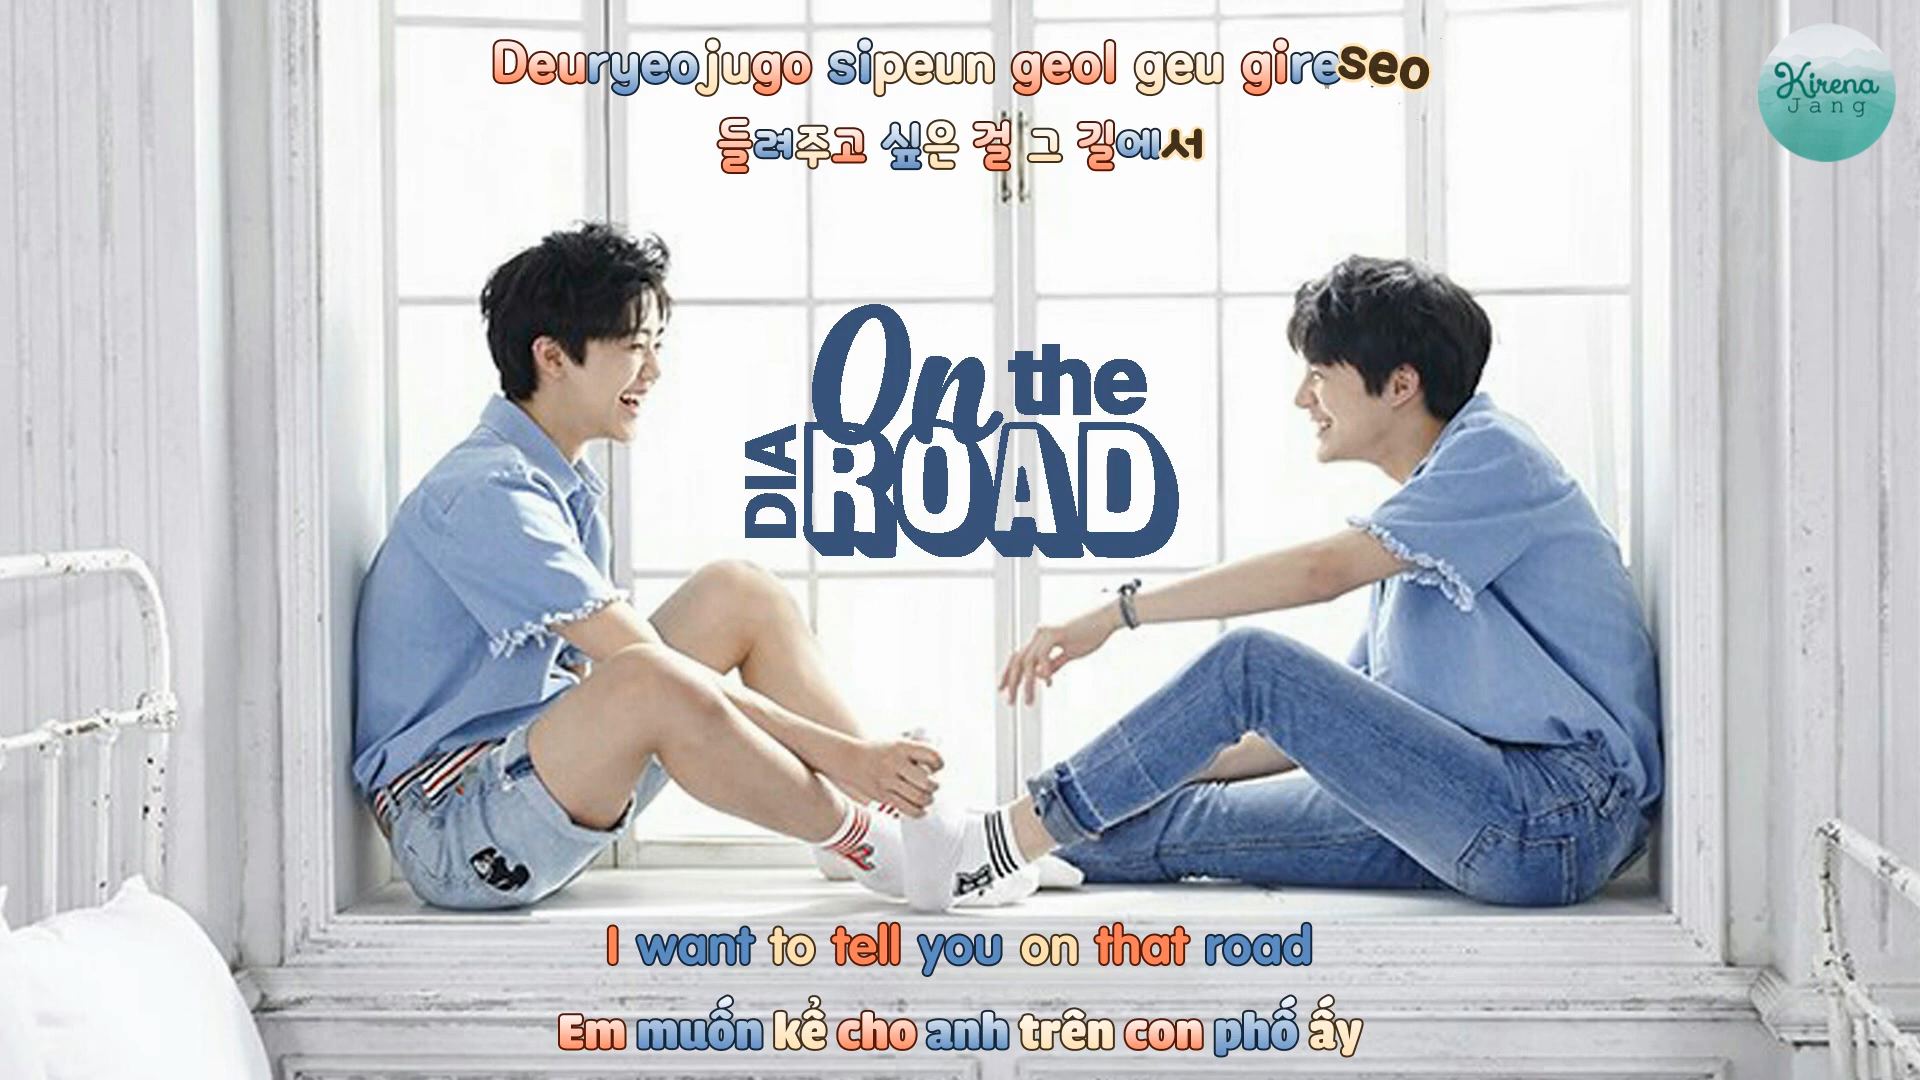 Deuryeojugo sipeun geol geu gireseo
들려주고 싶은 걸 그 길에서
Kirena
Jang
On the
DIA ROAD
I want to tell you on that road
Em muốn kể cho anh trên con phố ấy